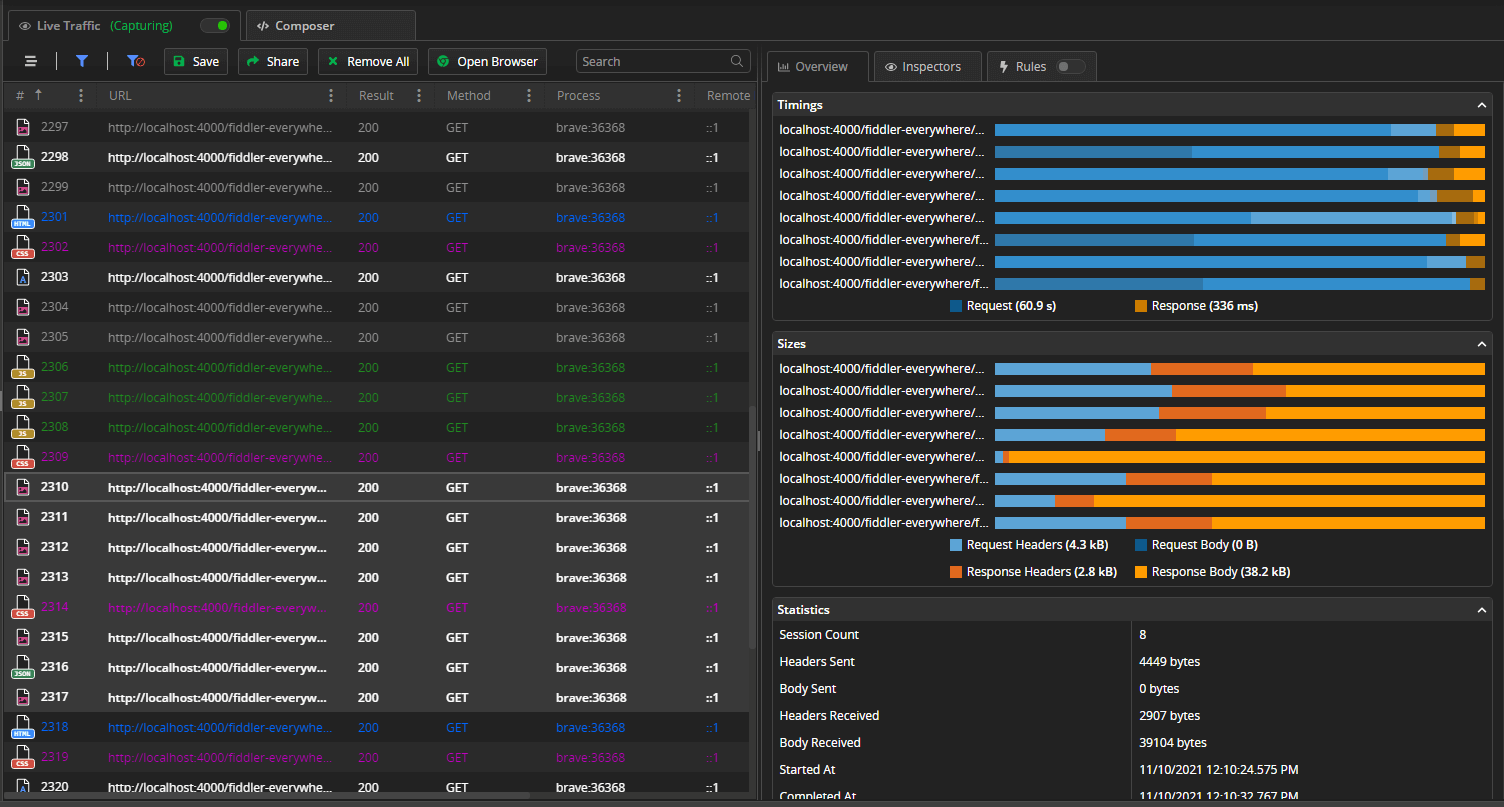 Live Traffic (Capturing) Composer
Save Share Remove All Open Browser Search
# URL Result Method Process Remote
2297 http://localhost:4000/fiddler-everywhe... 200 GET brave:36368 ::1
JSON 2298 http://localhost:4000/fiddler-everywhe... 200 GET brave:36368 ::1
2299 http://localhost:4000/fiddler-everywhe... 200 GET brave:36368 ::1
HTML 2301 http://localhost:4000/fiddler-everywhe... 200 GET brave:36368 ::1
CSS 2302 http://localhost:4000/fiddler-everywhe... 200 GET brave:36368 ::1
A 2303 http://localhost:4000/fiddler-everywhe... 200 GET brave:36368 ::1
2304 http://localhost:4000/fiddler-everywhe... 200 GET brave:36368 ::1
2305 http://localhost:4000/fiddler-everywhe... 200 GET brave:36368 ::1
JS 2306 http://localhost:4000/fiddler-everywhe... 200 GET brave:36368 ::1
JS 2307 http://localhost:4000/fiddler-everywhe... 200 GET brave:36368 ::1
JS 2308 http://localhost:4000/fiddler-everywhe... 200 GET brave:36368 ::1
CSS 2309 http://localhost:4000/fiddler-everywhe... 200 GET brave:36368 ::1
2310 http://localhost:4000/fiddler-everyw... 200 GET brave:36368 ::1
2311 http://localhost:4000/fiddler-everyw... 200 GET brave:36368 ::1
2312 http://localhost:4000/fiddler-everyw... 200 GET brave:36368 ::1
2313 http://localhost:4000/fiddler-everyw... 200 GET brave:36368 ::1
CSS 2314 http://localhost:4000/fiddler-everyw... 200 GET brave:36368 ::1
2315 http://localhost:4000/fiddler-everyw... 200 GET brave:36368 ::1
JSON 2316 http://localhost:4000/fiddler-everyw... 200 GET brave:36368 ::1
2317 http://localhost:4000/fiddler-everyw... 200 GET brave:36368 ::1
HTML 2318 http://localhost:4000/fiddler-everywhe... 200 GET brave:36368 ::1
CSS 2319 http://localhost:4000/fiddler-everywhe... 200 GET brave:36368 ::1
A 2320 http://localhost:4000/fiddler-everywhe... 200 GET brave:36368 ::1
Overview Inspectors Rules
Timings
localhost:4000/fiddler-everywhere/...
localhost:4000/fiddler-everywhere/...
localhost:4000/fiddler-everywhere/...
localhost:4000/fiddler-everywhere/...
localhost:4000/fiddler-everywhere/...
localhost:4000/fiddler-everywhere/f...
localhost:4000/fiddler-everywhere/...
localhost:4000/fiddler-everywhere/f...
Request (60.9 s) Response (336 ms)
Sizes
localhost:4000/fiddler-everywhere/...
localhost:4000/fiddler-everywhere/...
localhost:4000/fiddler-everywhere/...
localhost:4000/fiddler-everywhere/...
localhost:4000/fiddler-everywhere/...
localhost:4000/fiddler-everywhere/f...
localhost:4000/fiddler-everywhere/...
localhost:4000/fiddler-everywhere/f...
Request Headers (4.3 kB) Request Body (0 B)
Response Headers (2.8 kB) Response Body (38.2 kB)
Statistics
Session Count 8
Headers Sent 4449 bytes
Body Sent 0 bytes
Headers Received 2907 bytes
Body Received 39104 bytes
Started At 11/10/2021 12:10:24.575 PM
Completed At 11/10/2021 12:10:32.767 PM